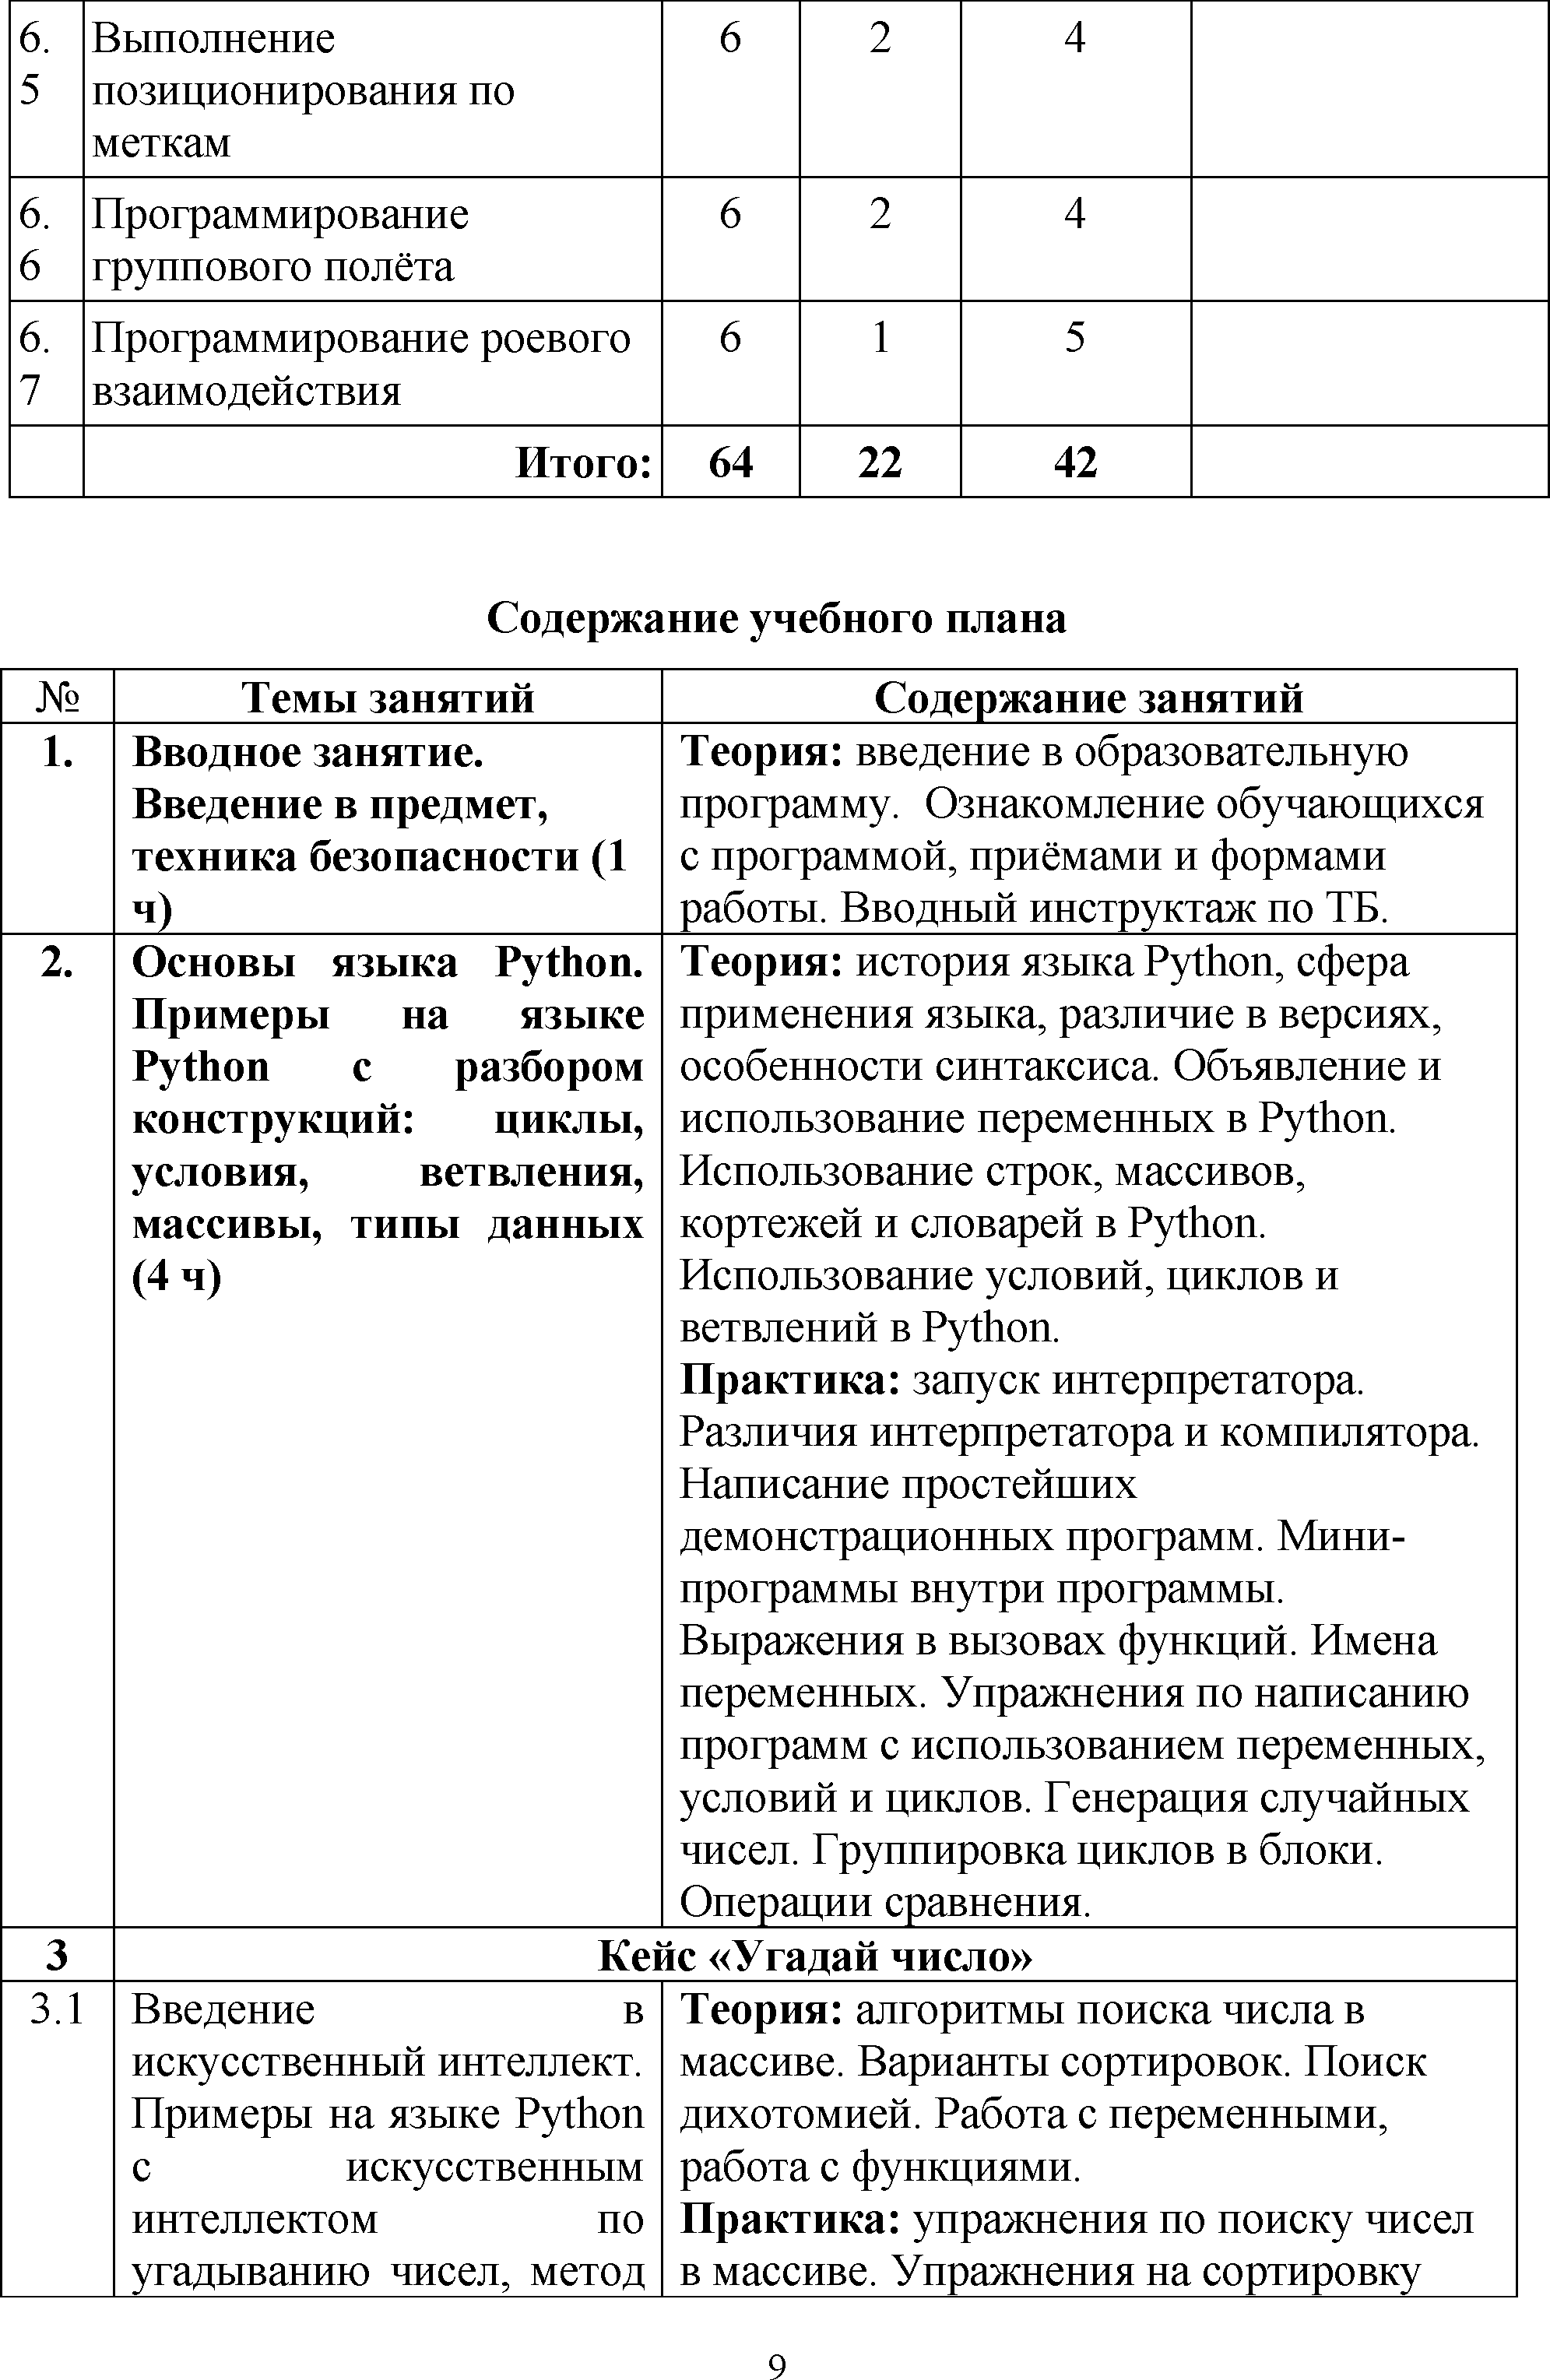 6. Выполнение 6 2 4
5 позиционирования по
меткам
6. Программирование 6 2 4
6 группового полёта
6. Программирование роевого 6 1 5
7 взаимодействия
Итого: 64 22 42
Содержание учебного плана
№ Темы занятий Содержание занятий
1. Вводное занятие.
Введение в предмет,
техника безопасности (1
ч)
Теория: введение в образовательную
программу. Ознакомление обучающихся
с программой, приёмами и формами
работы. Вводный инструктаж по ТБ.
2. Основы языка Python.
Примеры на языке
Python с разбором
конструкций: циклы,
условия, ветвления,
массивы, типы данных
(4 ч)
Теория: история языка Python, сфера
применения языка, различие в версиях,
особенности синтаксиса. Объявление и
использование переменных в Python.
Использование строк, массивов,
кортежей и словарей в Python.
Использование условий, циклов и
ветвлений в Python.
Практика: запуск интерпретатора.
Различия интерпретатора и компилятора.
Написание простейших
демонстрационных программ. Мини-
программы внутри программы.
Выражения в вызовах функций. Имена
переменных. Упражнения по написанию
программ с использованием переменных,
условий и циклов. Генерация случайных
чисел. Группировка циклов в блоки.
Операции сравнения.
3 Кейс «Угадай число»
3.1 Введение в
искусственный интеллект.
Примеры на языке Python
с искусственным
интеллектом по
угадыванию чисел, метод
Теория: алгоритмы поиска числа в
массиве. Варианты сортировок. Поиск
дихотомией. Работа с переменными,
работа с функциями.
Практика: упражнения по поиску чисел
в массиве. Упражнения на сортировку
9